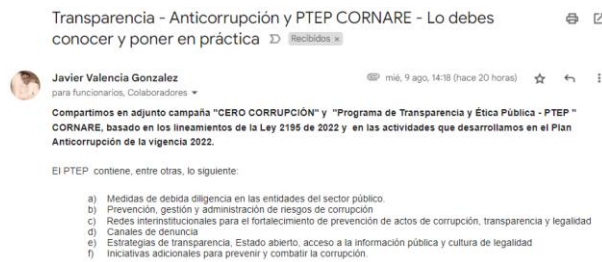 Transparencia - Anticorrupción y PTEP CORNARE - Lo debes
conocer y poner en práctica Recibidos x
Javier Valencia Gonzalez mié, 9 ago, 14:18 (hace 20 horas)
para funcionarios, Colaboradores
Compartimos en adjunto campaña "CERO CORRUPCIÓN" y "Programa de Transparencia y Ética Pública - PTEP "
CORNARE, basado en los lineamientos de la Ley 2195 de 2022 y en las actividades que desarrollamos en el Plan
Anticorrupción de la vigencia 2022.
El PTEP contiene, entre otras, lo siguiente:
a) Medidas de debida diligencia en las entidades del sector público.
b) Prevención, gestión y administración de riesgos de corrupción
c) Redes interinstitucionales para el fortalecimiento de prevención de actos de corrupción, transparencia y legalidad
d) Canales de denuncia
e) Estrategias de transparencia, Estado abierto, acceso a la información pública y cultura de legalidad
f) Iniciativas adicionales para prevenir y combatir la corrupción.